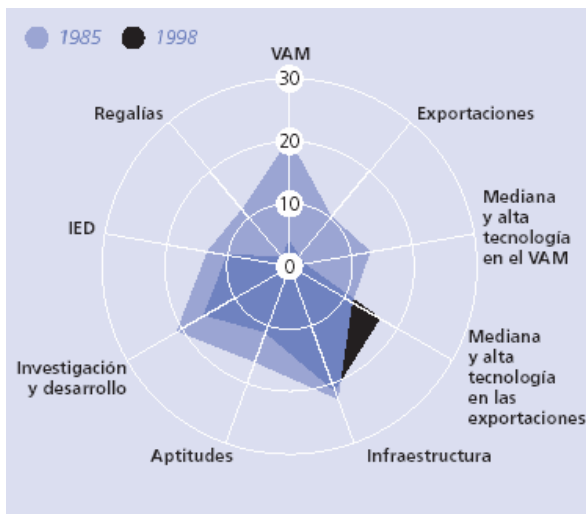 1985 1998
VAM
30
Regalías
Exportaciones
20
10
Mediana
y alta
tecnología
en el VAM
IED
0
Mediana
y alta
tecnología
en las
exportaciones
Investigación
y desarrollo
Aptitudes
Infraestructura